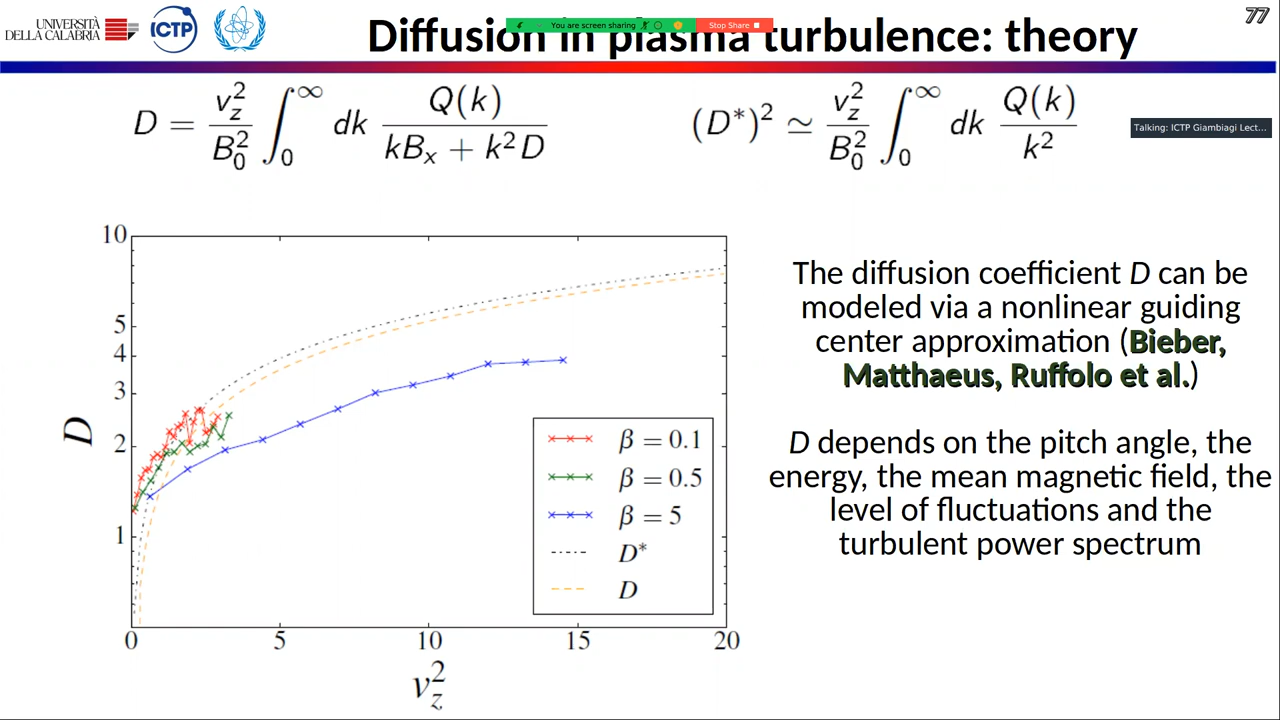 UNIVERSITÀ
DELLA CALABRIA
ICTP
Diffusion in plasma turbulence: theory
You are screen sharing
Stop Share
77
D = v_z^2 / B_0^2 ∫_0^∞ dk Q(k) / (kB_x + k^2 D)
(D*)^2 ≃ v_z^2 / B_0^2 ∫_0^∞ dk Q(k) / k^2
Talking: ICTP Giambiagi Lect...
The diffusion coefficient D can be
modeled via a nonlinear guiding
center approximation (Bieber,
Matthaeus, Ruffolo et al.)
D depends on the pitch angle, the
energy, the mean magnetic field, the
level of fluctuations and the
turbulent power spectrum
10
5
4
3
2
1
D
0 5 10 15 20
v_z^2
β = 0.1
β = 0.5
β = 5
D*
D